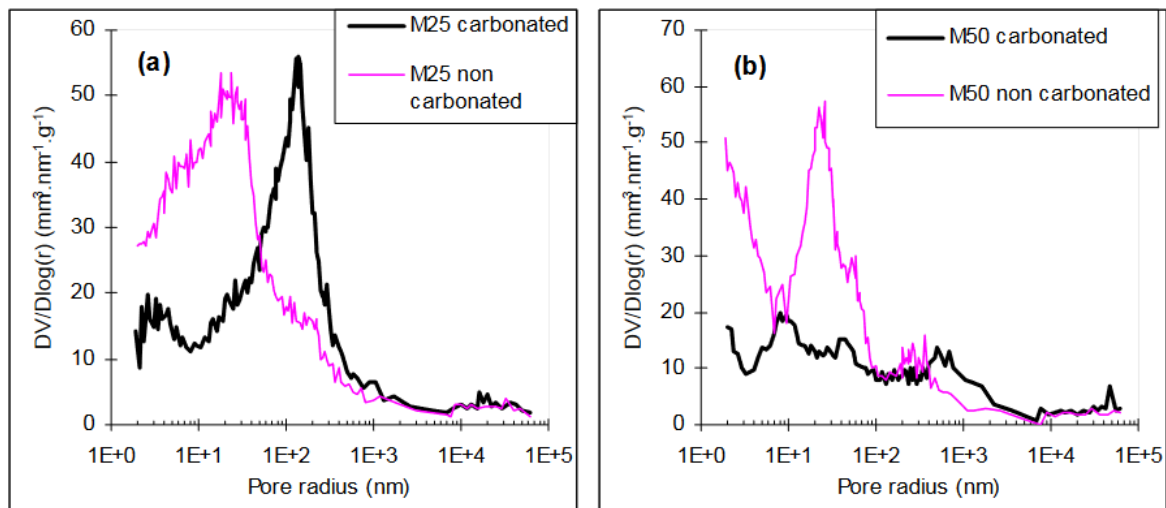 (a)
M25 carbonated
M25 non
carbonated
DV/Dlog(r) (mm³.nm⁻¹.g⁻¹)
60
50
40
30
20
10
0
1E+0 1E+1 1E+2 1E+3 1E+4 1E+5
Pore radius (nm)
(b)
M50 carbonated
M50 non carbonated
DV/Dlog(r) (mm³.nm⁻¹.g⁻¹)
70
60
50
40
30
20
10
0
1E+0 1E+1 1E+2 1E+3 1E+4 1E+5
Pore radius (nm)